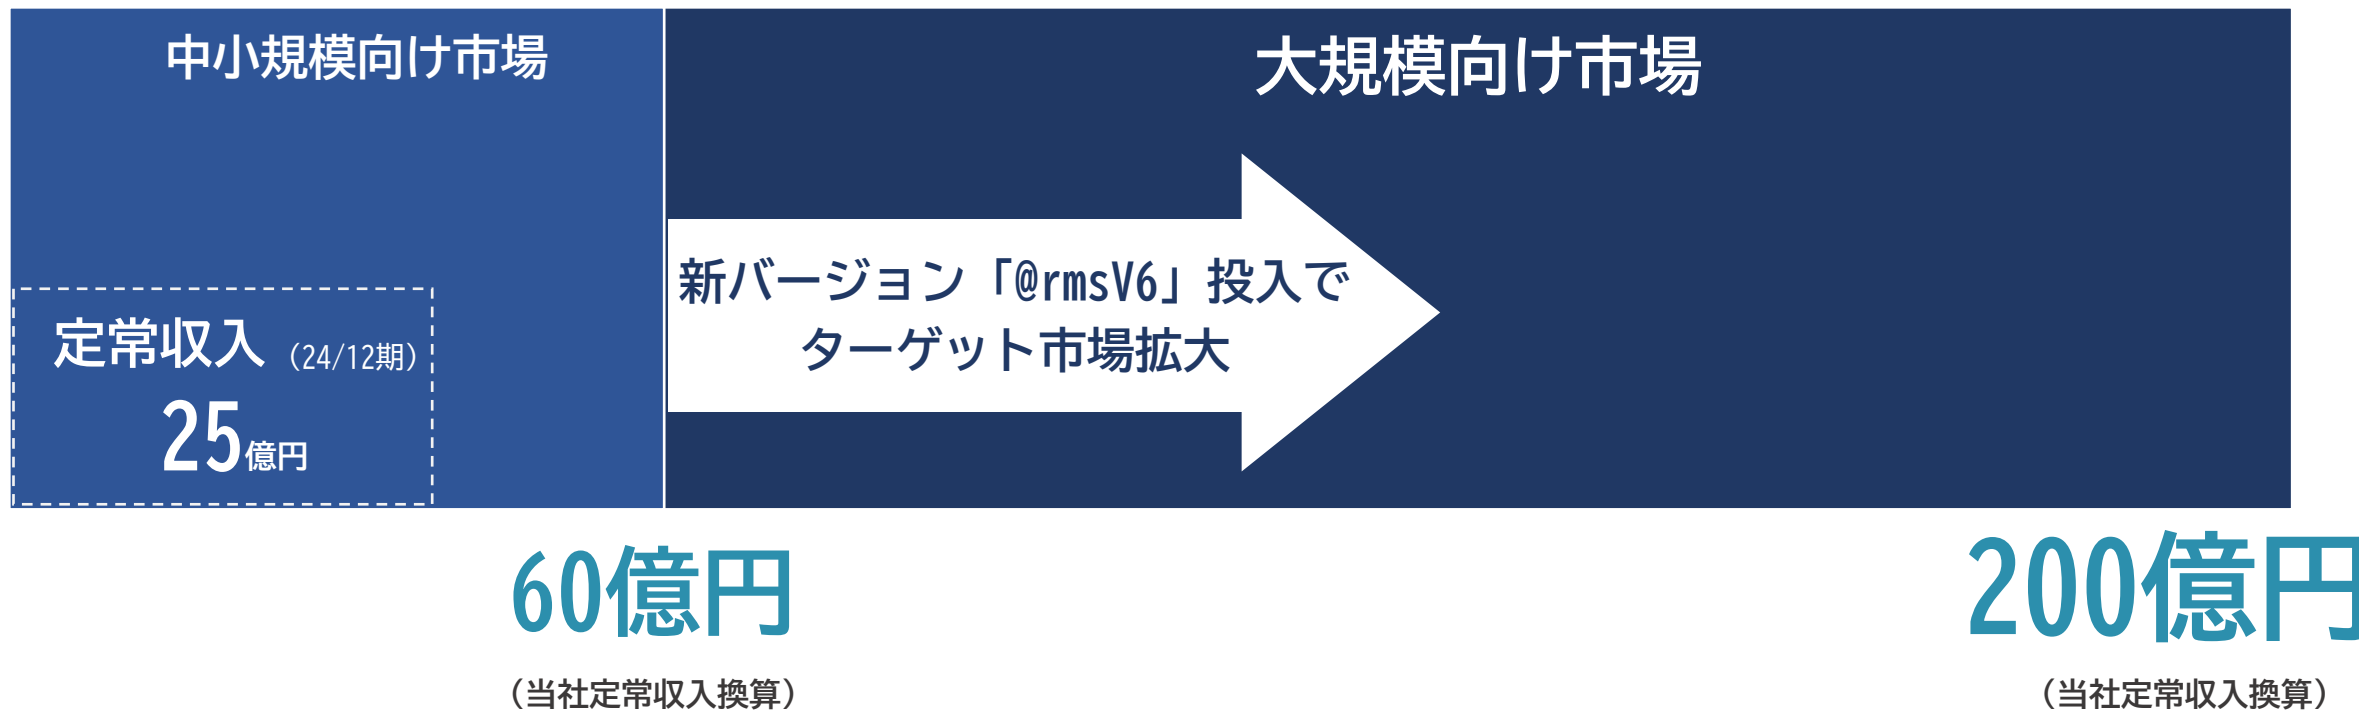 中小規模向け市場
大規模向け市場
新バージョン「@rmsV6」投入で
ターゲット市場拡大
定常収入（24/12期）
25億円
60億円
（当社定常収入換算）
200億円
（当社定常収入換算）